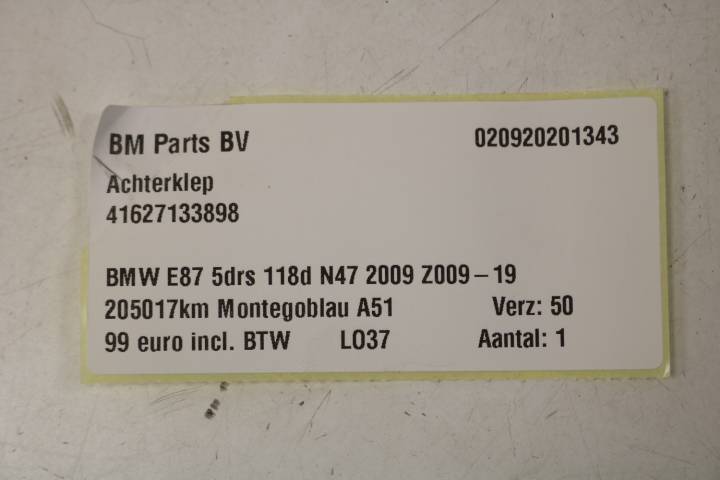 BM Parts BV 020920201343
Achterklep
41627133898
BMW E87 5drs 118d N47 2009 Z009-19
205017km Montegoblau A51 Verz: 50
99 euro incl. BTW LO37 Aantal: 1